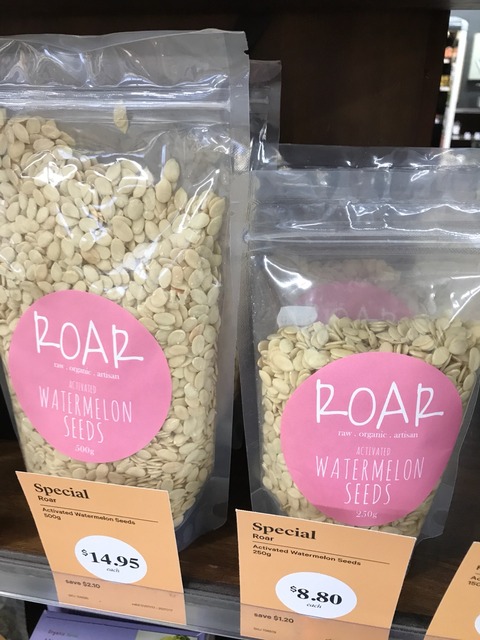 ROAR
raw . organic . artisan
ACTIVATED
WATERMELON
SEEDS
500g
Special
Roar
Activated Watermelon Seeds
500g
$14.95
each
save $2.10
ROAR
raw . organic . artisan
ACTIVATED
WATERMELON
SEEDS
250g
Special
Roar
Activated Watermelon Seeds
250g
$8.80
each
save $1.20